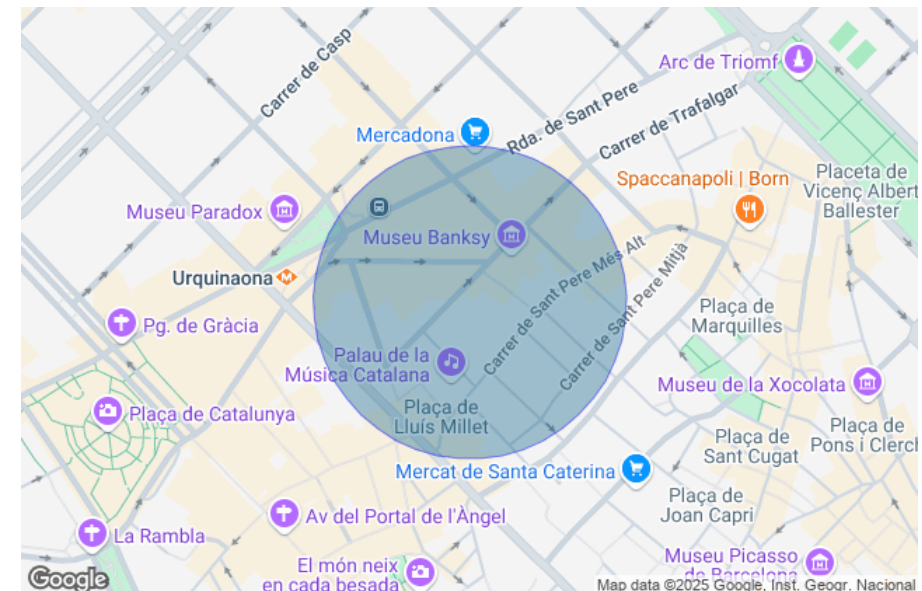 Carrer de Casp
Arc de Triomf
Mercadona
Rda. de Sant Pere
Carrer de Trafalgar
Spaccanapoli | Born
Placeta de
Vicenç Albert
Ballester
Museu Paradox
Museu Banksy
Carrer de Sant Pere Més Alt
Carrer de Sant Pere Mitjà
Urquinaona
M
Pg. de Gràcia
Plaça de
Marquilles
Palau de la
Música Catalana
Museu de la Xocolata
Plaça de Catalunya
Plaça de
Lluís Millet
Plaça de
Sant Cugat
Plaça de
Pons i Clerch
Mercat de Santa Caterina
Plaça de
Joan Capri
La Rambla
Av del Portal de l'Àngel
El món neix
en cada besada
Museu Picasso
de Barcelona
Google
Map data ©2025 Google, Inst. Geogr. Nacional